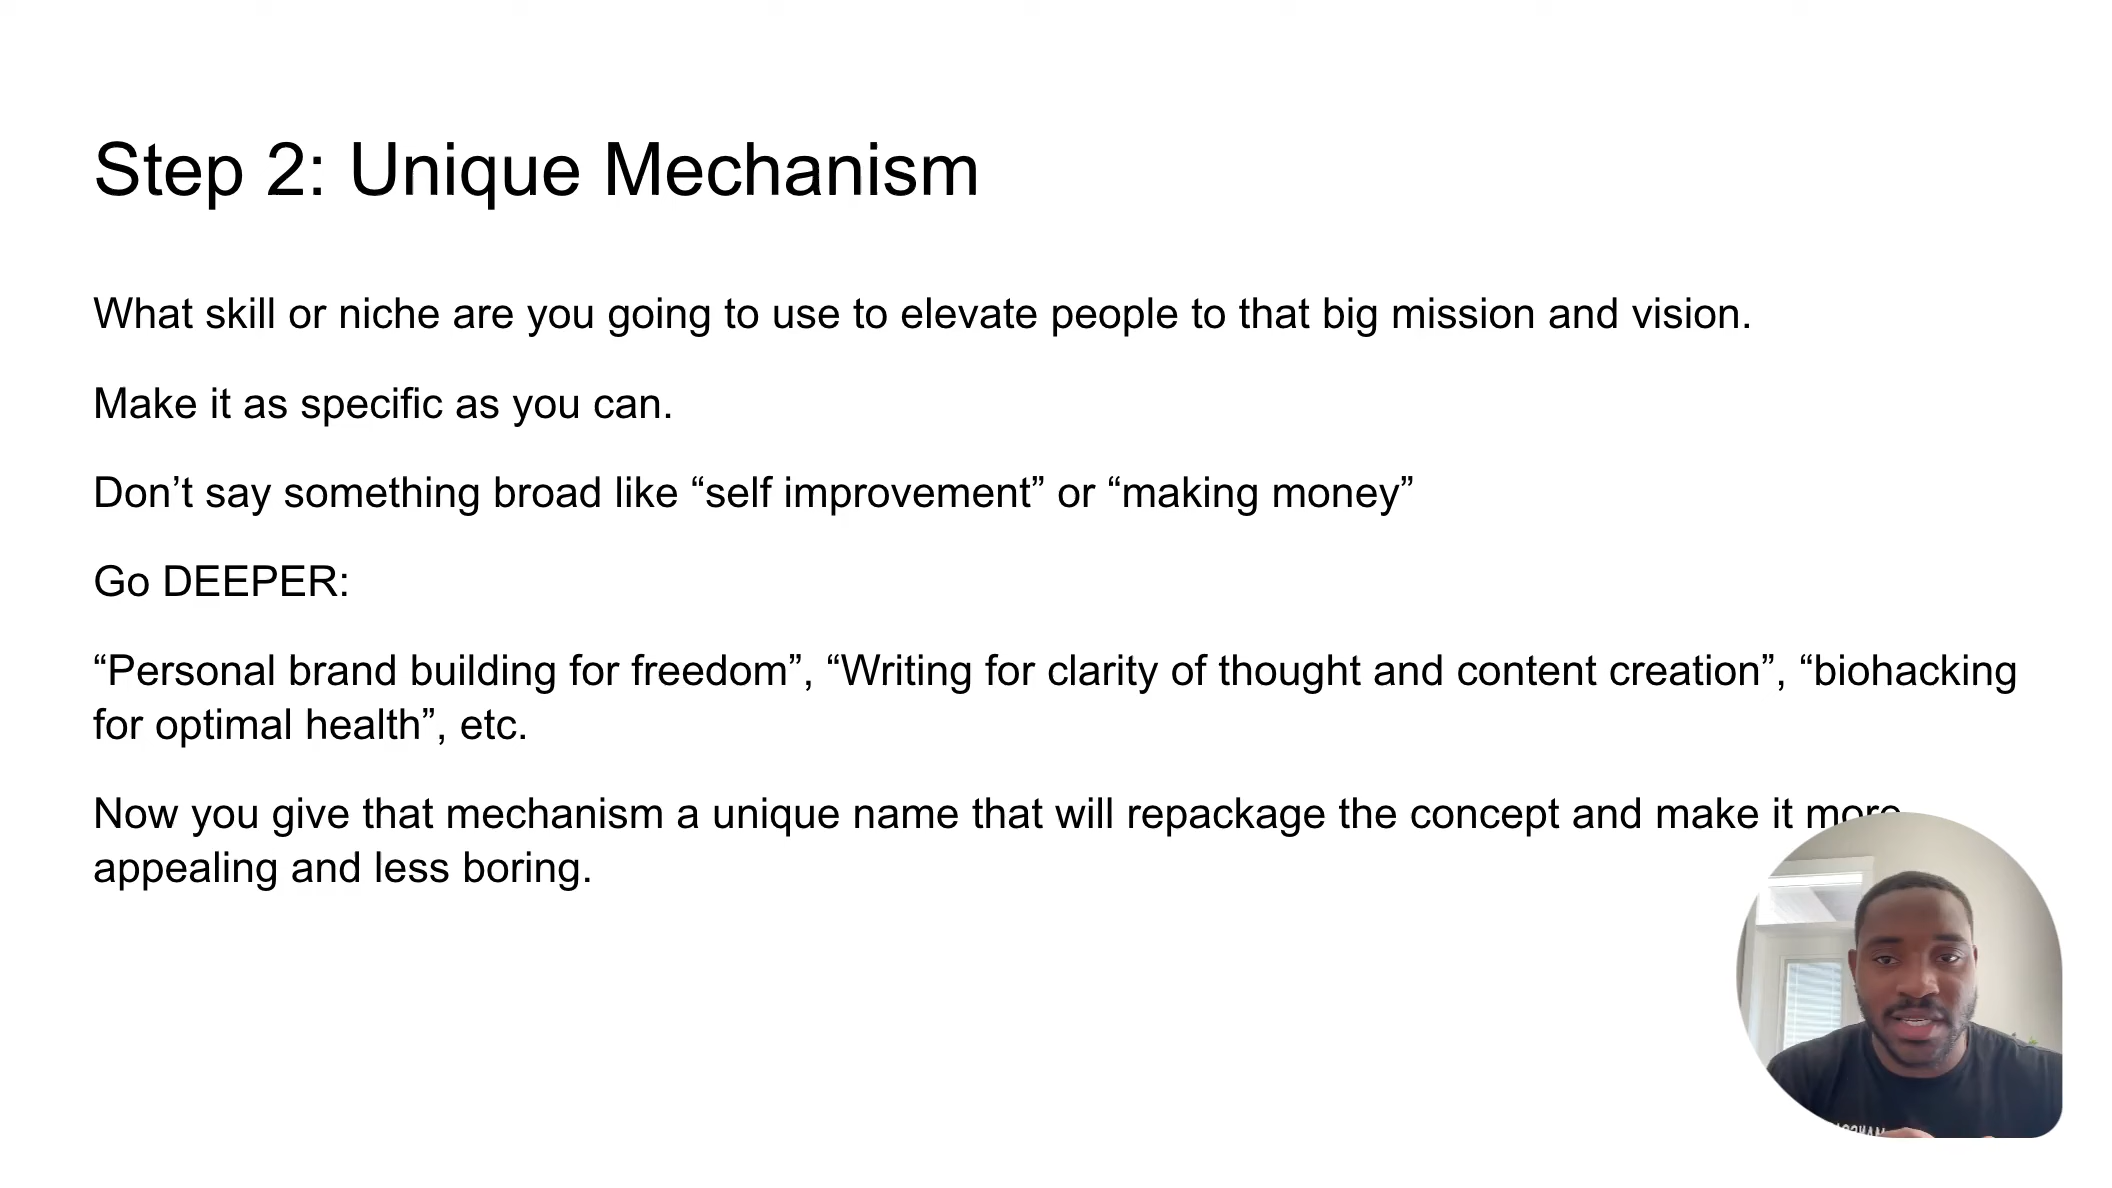 Step 2: Unique Mechanism
What skill or niche are you going to use to elevate people to that big mission and vision.
Make it as specific as you can.
Don’t say something broad like “self improvement” or “making money”
Go DEEPER:
“Personal brand building for freedom”, “Writing for clarity of thought and content creation”, “biohacking
for optimal health”, etc.
Now you give that mechanism a unique name that will repackage the concept and make it more
appealing and less boring.